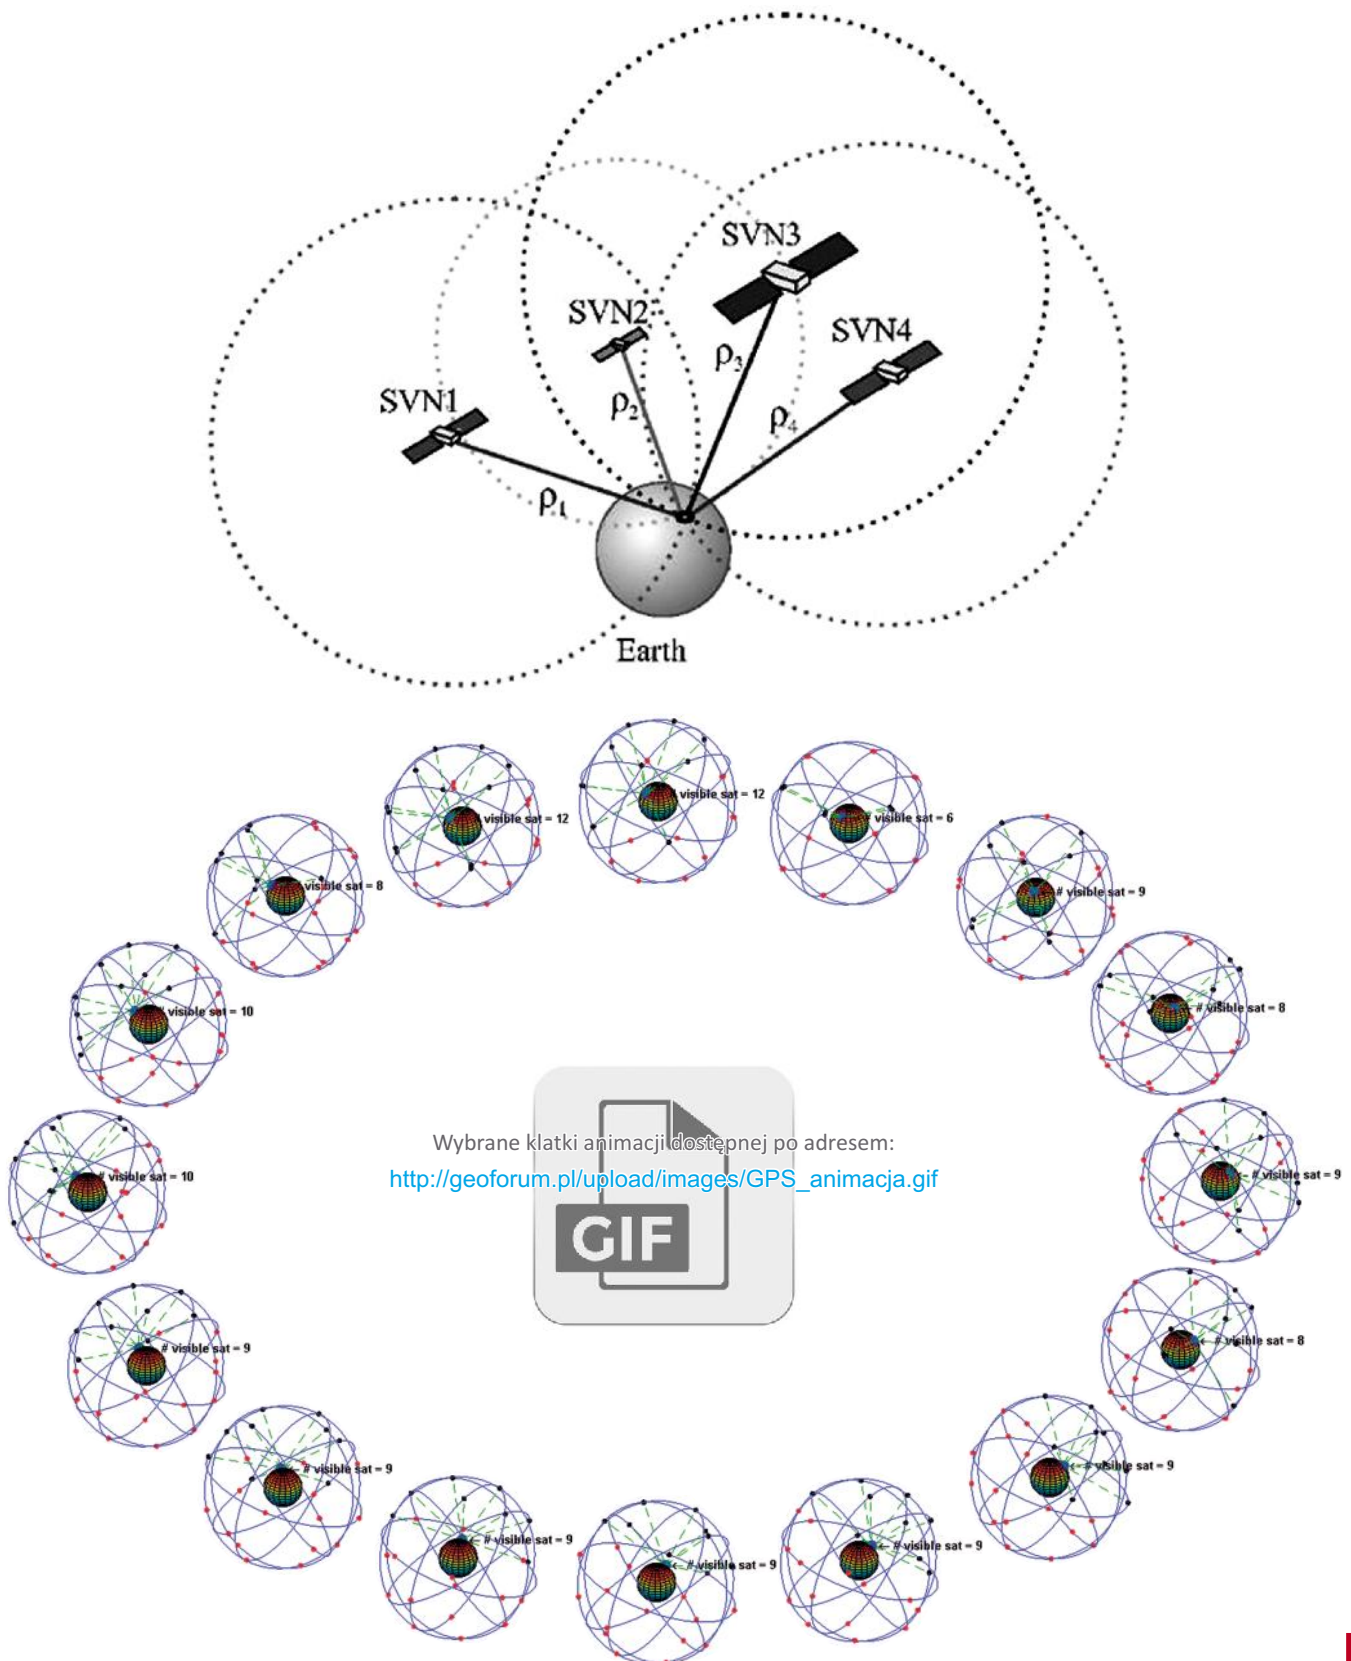 SVN3
SVN2
SVN4
SVN1
ρ3
ρ2
ρ4
ρ1
Earth
visible sat = 12
visible sat = 12
# visible sat = 6
visible sat = 8
# visible sat = 9
# visible sat = 10
# visible sat = 8
Wybrane klatki animacji dostępnej po adresem:
http://geoforum.pl/upload/images/GPS_animacja.gif
# visible sat = 10
# visible sat = 9
GIF
# visible sat = 9
# visible sat = 8
# visible sat = 9
# visible sat = 9
# visible sat = 9
# visible sat = 9
# visible sat = 9